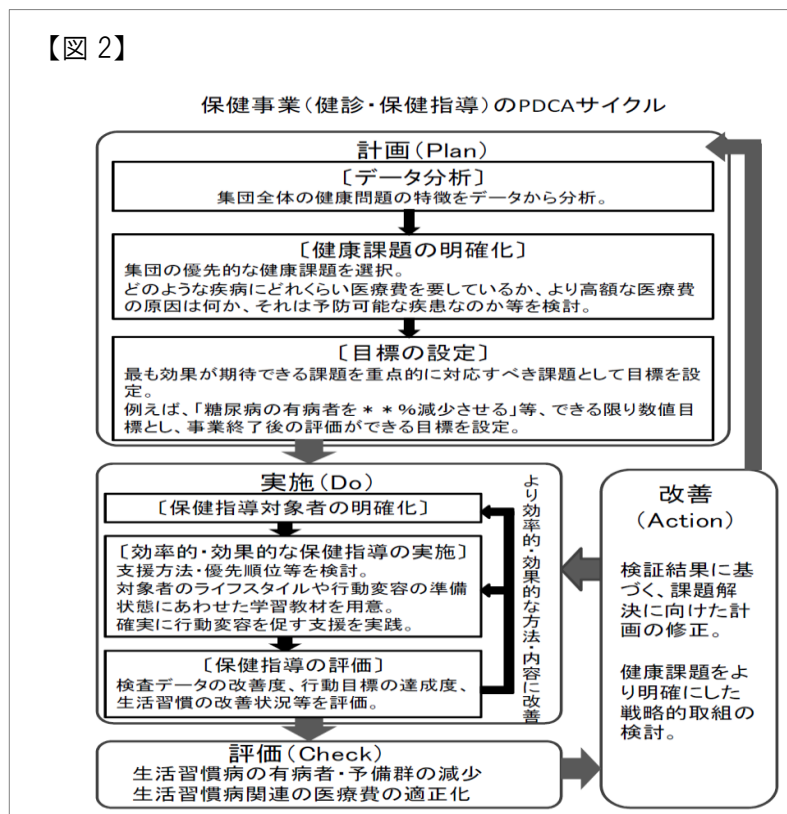 【図 2】
保健事業(健診・保健指導)のPDCAサイクル
計画(Plan)
〔データ分析〕
集団全体の健康問題の特徴をデータから分析。
〔健康課題の明確化〕
集団の優先的な健康課題を選択。
どのような疾病にどれくらい医療費を要しているか、より高額な医療費
の原因は何か、それは予防可能な疾患なのか等を検討。
〔目標の設定〕
最も効果が期待できる課題を重点的に対応すべき課題として目標を設
定。
例えば、「糖尿病の有病者を**%減少させる」等、できる限り数値目
標とし、事業終了後の評価ができる目標を設定。
実施(Do)
〔保健指導対象者の明確化〕
〔効率的・効果的な保健指導の実施〕
支援方法・優先順位等を検討。
対象者のライフスタイルや行動変容の準備
状態にあわせた学習教材を用意。
確実に行動変容を促す支援を実践。
〔保健指導の評価〕
検査データの改善度、行動目標の達成度、
生活習慣の改善状況等を評価。
より効率的・効果的な方法・内容に改善
評価(Check)
生活習慣病の有病者・予備群の減少
生活習慣病関連の医療費の適正化
改善
(Action)
検証結果に基
づく、課題解
決に向けた計
画の修正。
健康課題をよ
り明確にした
戦略的取組の
検討。